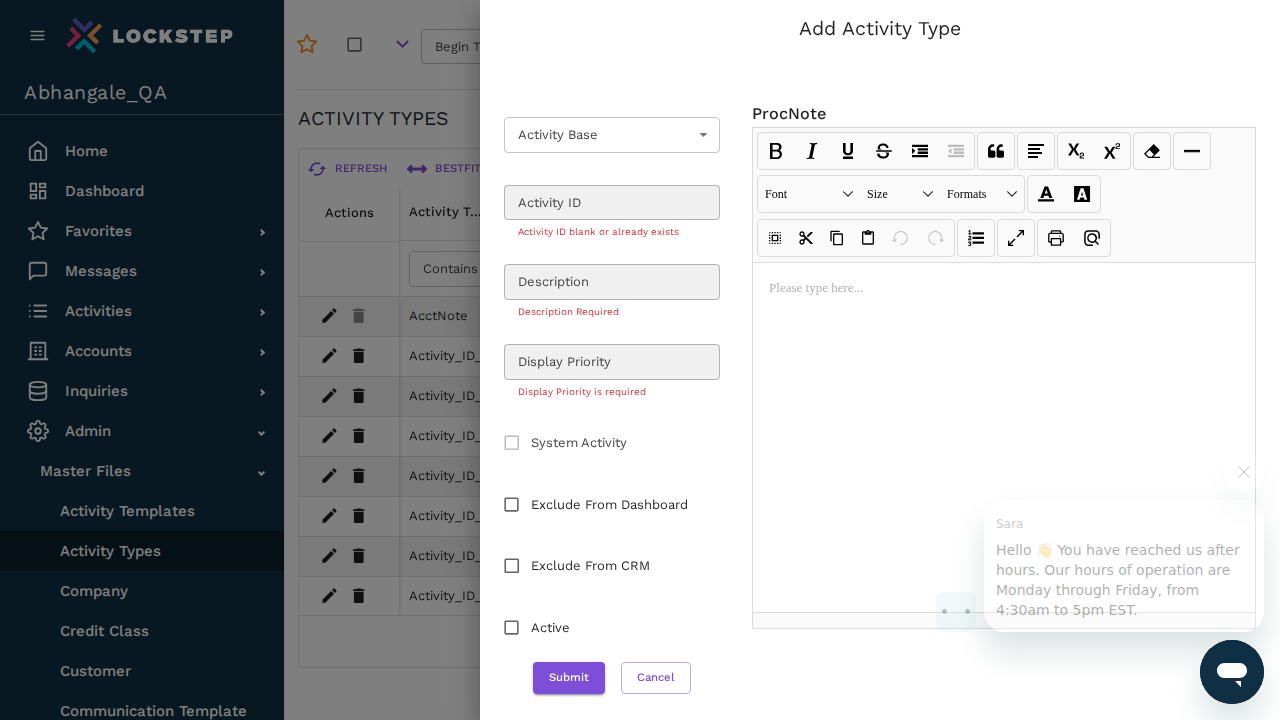 LOCKSTEP
Abhangale_QA
Home
Dashboard
Favorites
Messages
Activities
Accounts
Inquiries
Admin
Master Files
Activity Templates
Activity Types
Company
Credit Class
Customer
Communication Template
Begin T
ACTIVITY TYPES
REFRESH
BESTFI
Actions
Activity T...
Contains
AcctNote
Activity_ID_
Activity_ID_
Activity_ID_
Activity_ID_
Activity_ID_
Activity_ID_
Activity_ID_
Add Activity Type
Activity Base
Activity ID
Activity ID blank or already exists
Description
Description Required
Display Priority
Display Priority is required
System Activity
Exclude From Dashboard
Exclude From CRM
Active
Submit
Cancel
ProcNote
Font
Size
Formats
Please type here...
Sara
Hello 👋 You have reached us after
hours. Our hours of operation are
Monday through Friday, from
4:30am to 5pm EST.